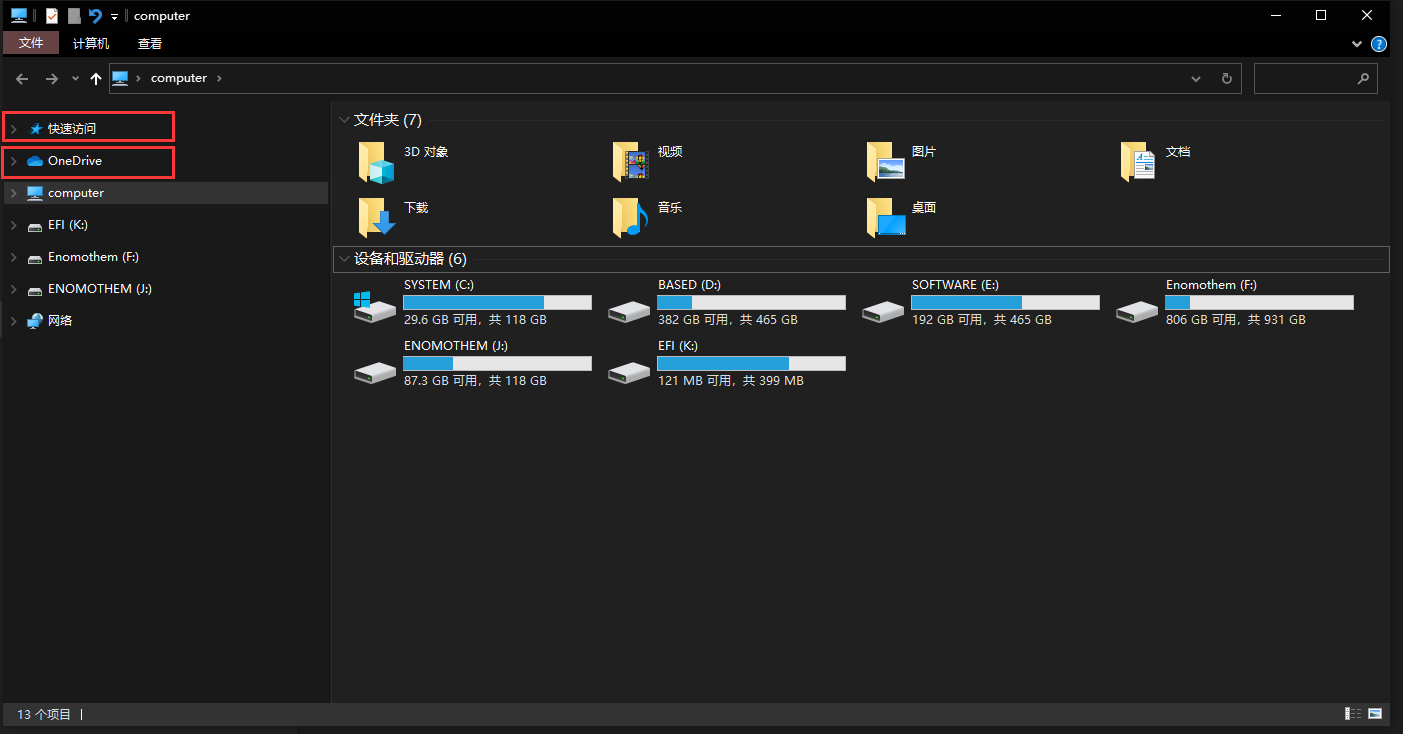 computer
文件 计算机 查看
computer
快速访问
OneDrive
computer
EFI (K:)
Enomothem (F:)
ENOMOTHEM (J:)
网络
文件夹 (7)
3D 对象
视频
图片
文档
下载
音乐
桌面
设备和驱动器 (6)
SYSTEM (C:)
29.6 GB 可用，共 118 GB
BASED (D:)
382 GB 可用，共 465 GB
SOFTWARE (E:)
192 GB 可用，共 465 GB
Enomothem (F:)
806 GB 可用，共 931 GB
ENOMOTHEM (J:)
87.3 GB 可用，共 118 GB
EFI (K:)
121 MB 可用，共 399 MB
13 个项目